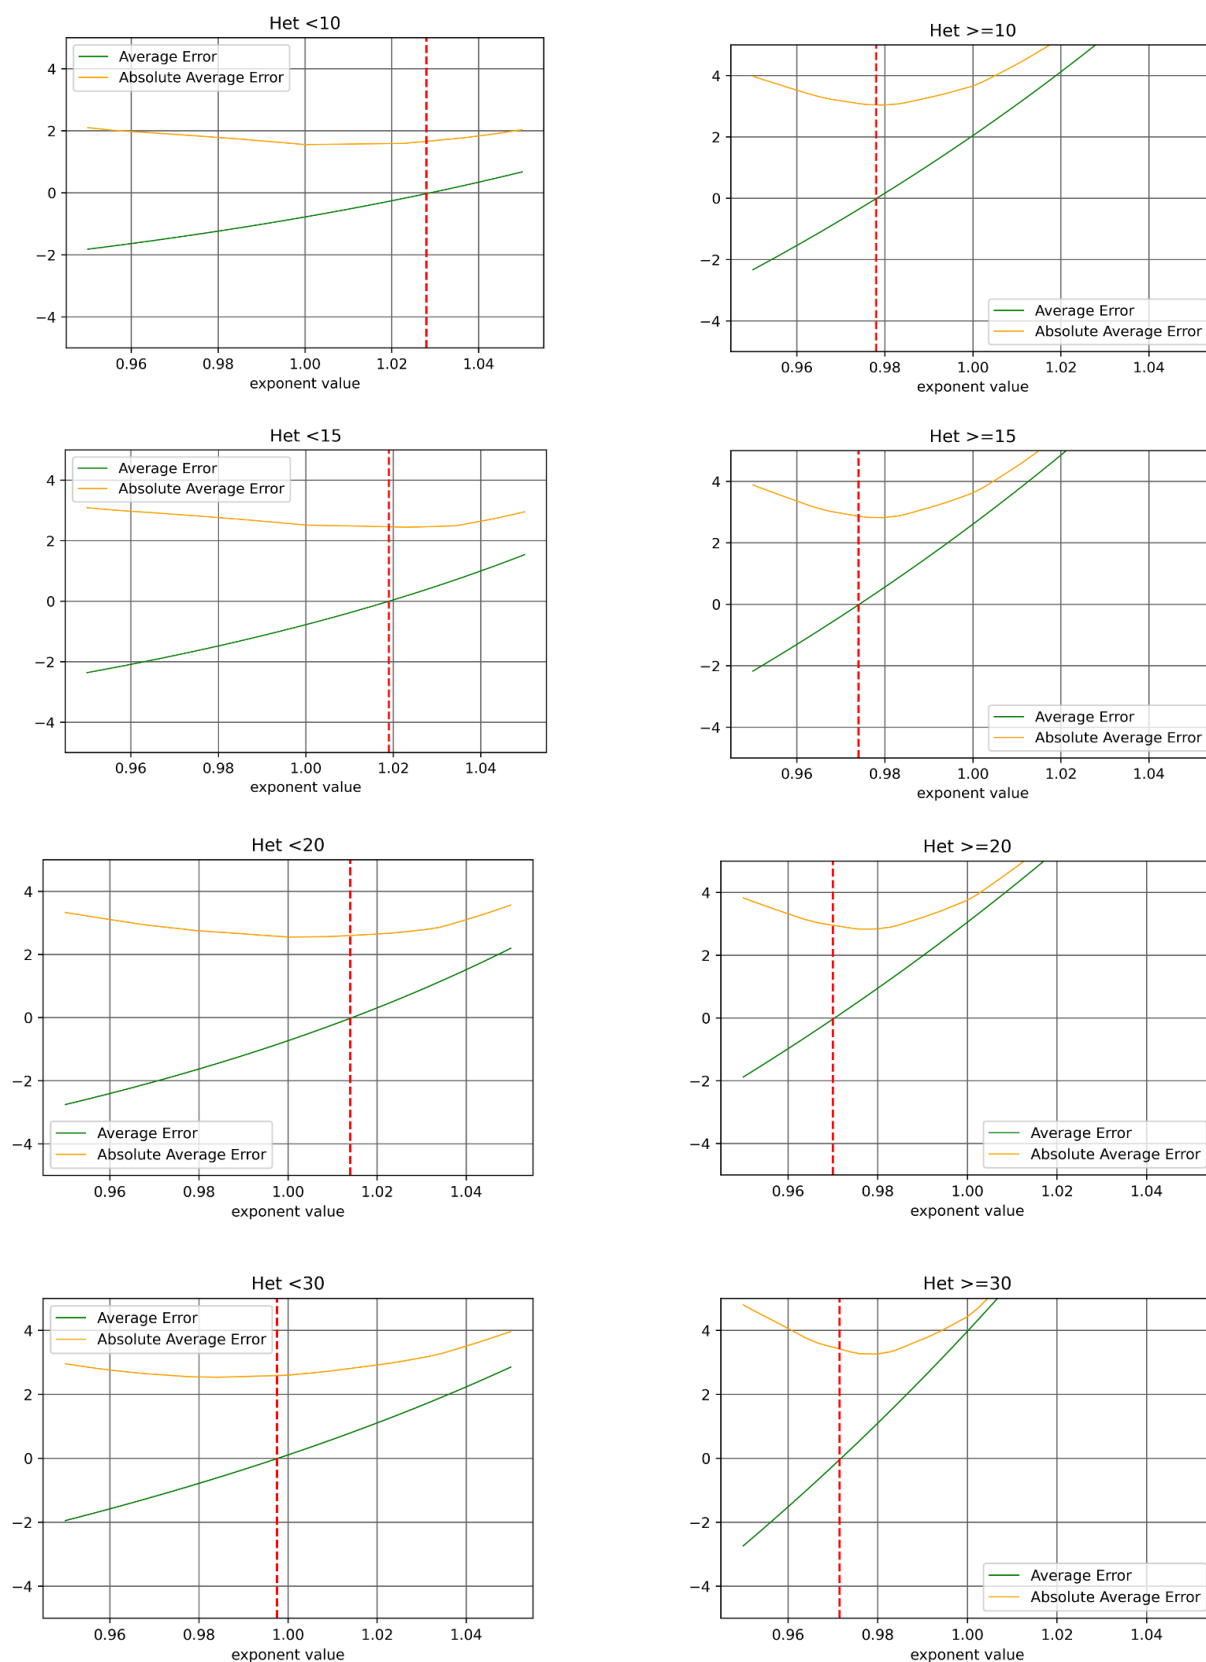 Het <10
Average Error
Absolute Average Error
4
2
0
−2
−4
0.96 0.98 1.00 1.02 1.04
exponent value
Het >=10
4
2
0
−2
−4
Average Error
Absolute Average Error
0.96 0.98 1.00 1.02 1.04
exponent value
Het <15
Average Error
Absolute Average Error
4
2
0
−2
−4
0.96 0.98 1.00 1.02 1.04
exponent value
Het >=15
4
2
0
−2
−4
Average Error
Absolute Average Error
0.96 0.98 1.00 1.02 1.04
exponent value
Het <20
4
2
0
−2
−4
Average Error
Absolute Average Error
0.96 0.98 1.00 1.02 1.04
exponent value
Het >=20
4
2
0
−2
−4
Average Error
Absolute Average Error
0.96 0.98 1.00 1.02 1.04
exponent value
Het <30
Average Error
Absolute Average Error
4
2
0
−2
−4
0.96 0.98 1.00 1.02 1.04
exponent value
Het >=30
4
2
0
−2
−4
Average Error
Absolute Average Error
0.96 0.98 1.00 1.02 1.04
exponent value